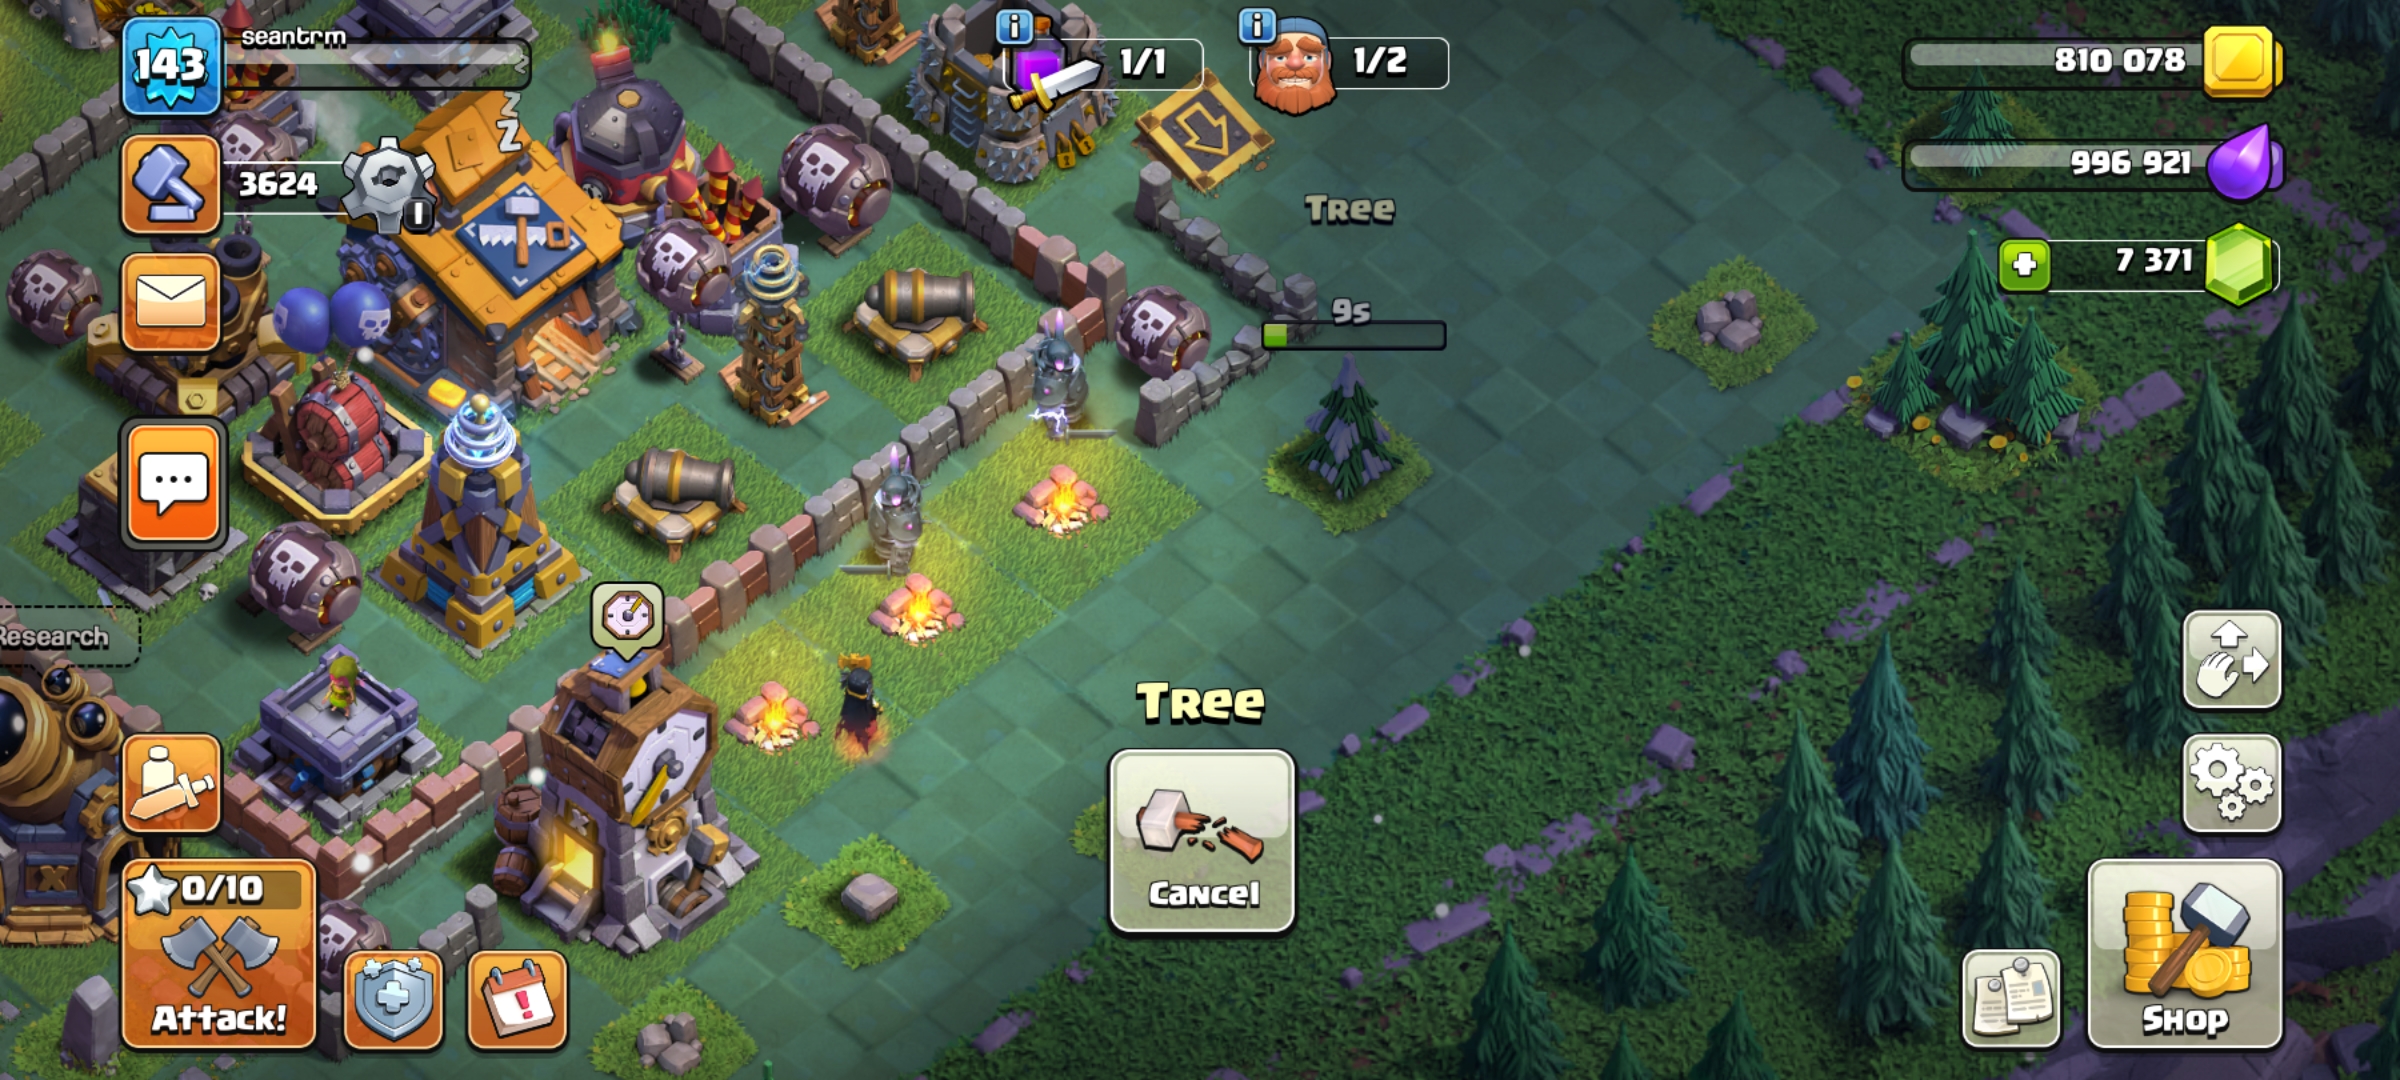 143
seantrm
1/1
1/2
810 078
3624
I
996 921
Tree
7 371
9s
Research
Tree
Cancel
0/10
Attack!
Shop